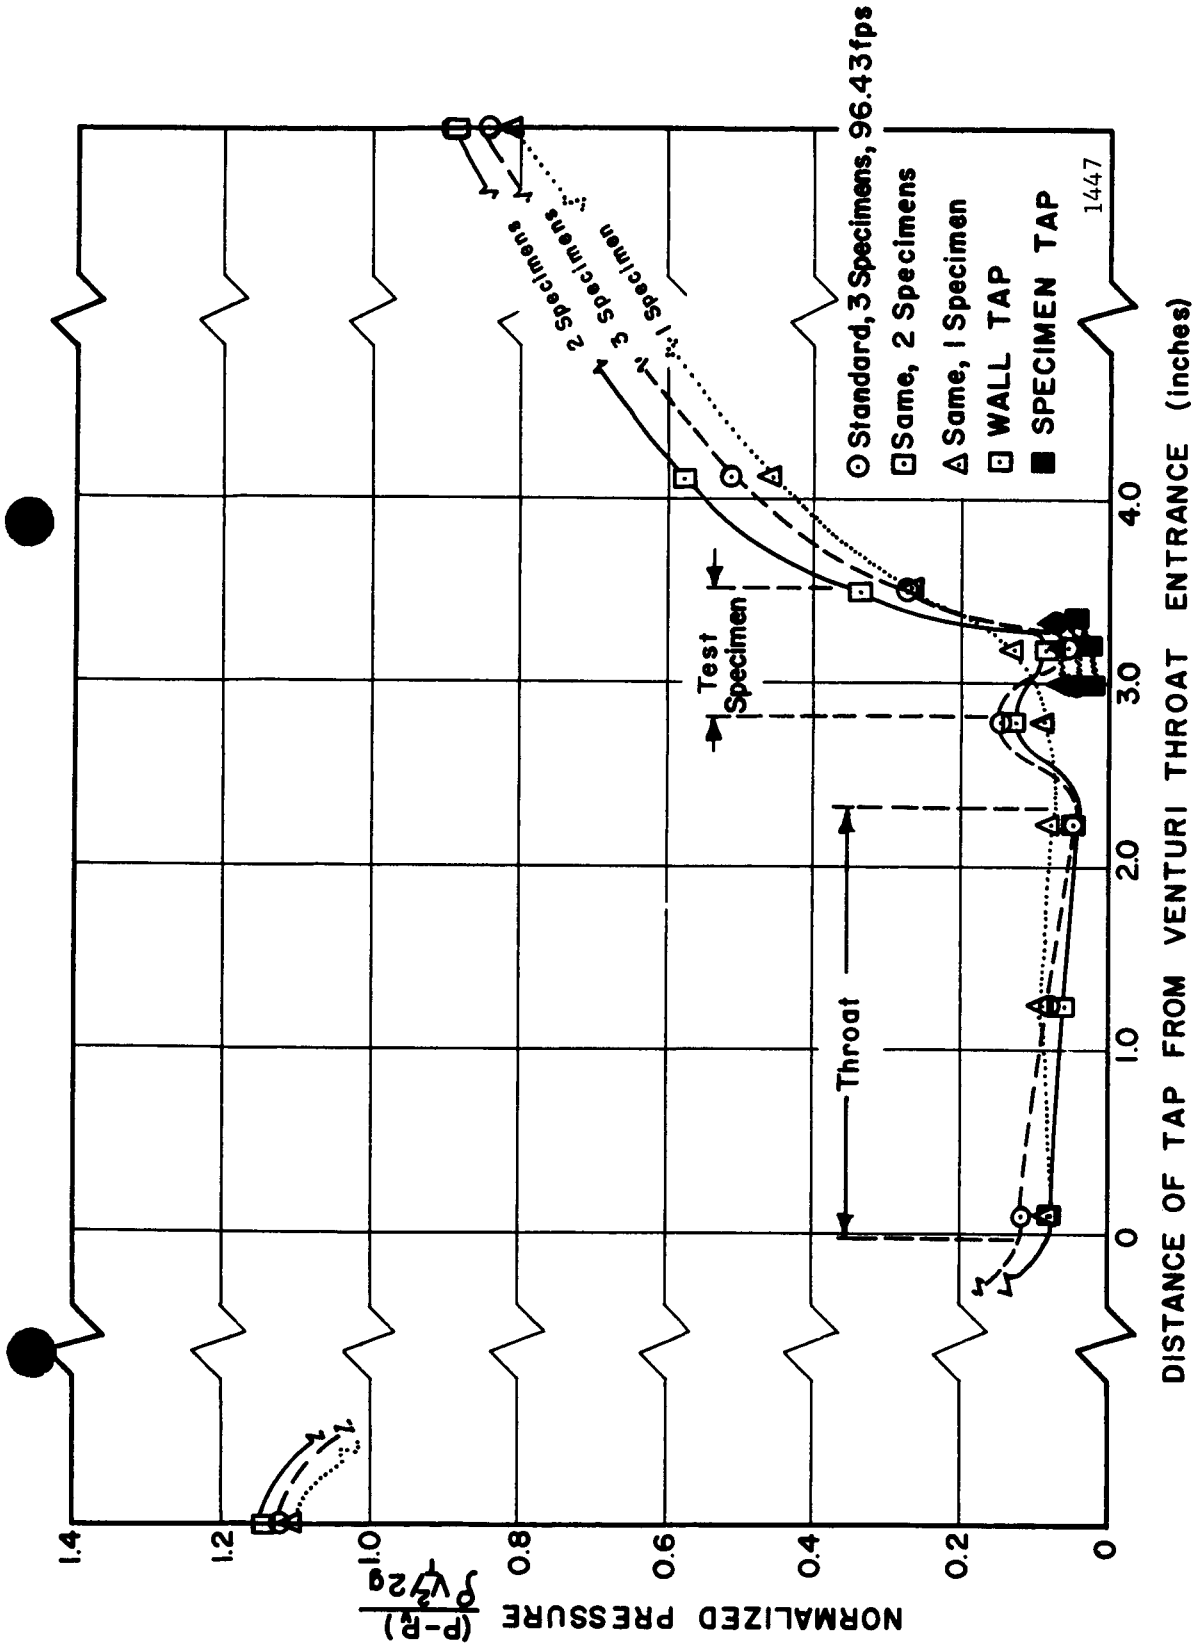 NORMALIZED PRESSURE (P-Pv)
ρ V²T/2g
1.4
1.2
1.0
0.8
0.6
0.4
0.2
0
0
1.0
2.0
3.0
4.0
DISTANCE OF TAP FROM VENTURI THROAT ENTRANCE (inches)
Throat
Test
Specimen
2 Specimens
3 Specimens
1 Specimen
Standard, 3 Specimens, 96.43fps
Same, 2 Specimens
Same, 1 Specimen
WALL TAP
SPECIMEN TAP
1447